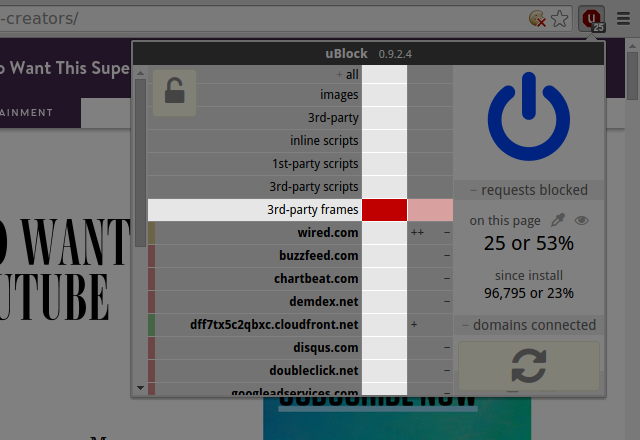 -creators/
25
uBlock 0.9.2.4
+ all
images
3rd-party
inline scripts
1st-party scripts
3rd-party scripts
3rd-party frames
wired.com ++ −
buzzfeed.com −
chartbeat.com −
demdex.net −
dff7tx5c2qbxc.cloudfront.net +
disqus.com −
doubleclick.net −
googleadservices.com −
− requests blocked
on this page
25 or 53%
since install
96,795 or 23%
− domains connected
o Want This Supe
AINMENT
O WANT
UTUBE
SUBSCRIBE NOW